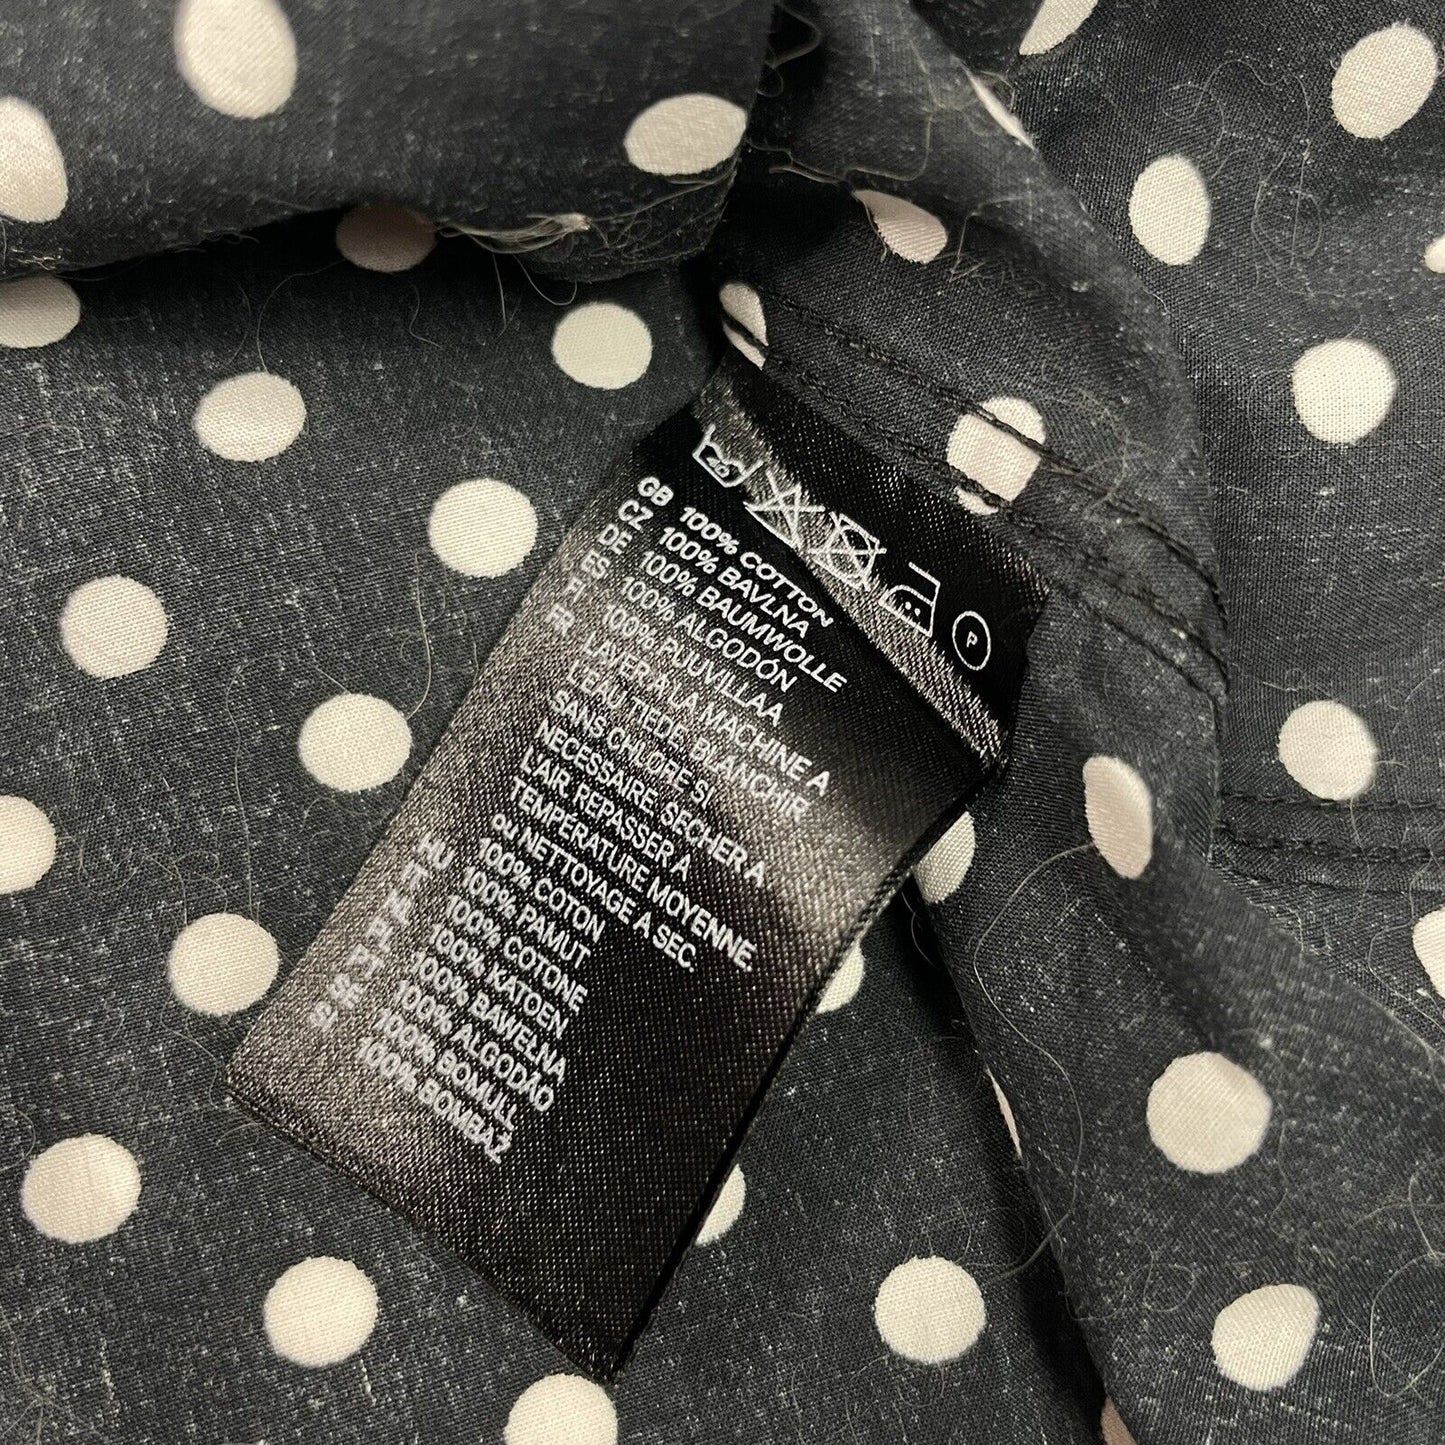 40
P
GB 100% COTTON
CZ 100% BAVLNA
DE 100% BAUMWOLLE
ES 100% ALGODÓN
FI 100% PUUVILLAA
FR LAVER A LA MACHINE A
L'EAU TIEDE, BLANCHIR
SANS CHLORE SI
NECESSAIRE, SECHER A
L'AIR, REPASSER À
TEMPÉRATURE MOYENNE.
ou NETTOYAGE A SEC.
100% COTON
HU 100% PAMUT
IT 100% COTONE
NL 100% KATOEN
PL 100% BAWEŁNA
PT 100% ALGODÃO
SE 100% BOMULL
SI 100% BOMBAŽ